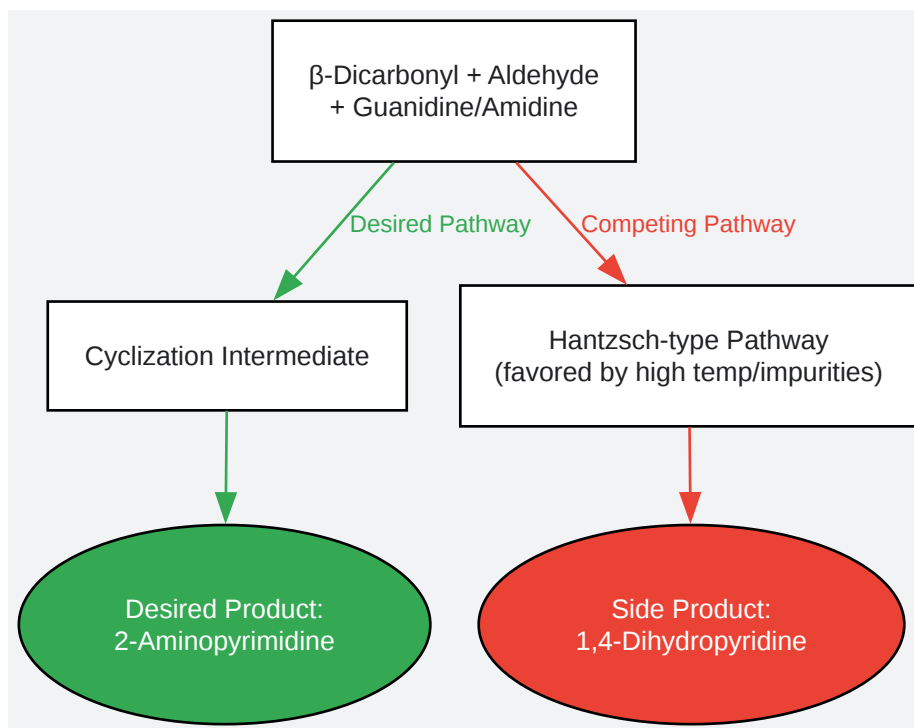 β-Dicarbonyl + Aldehyde
+ Guanidine/Amidine
Desired Pathway
Competing Pathway
Cyclization Intermediate
Hantzsch-type Pathway
(favored by high temp/impurities)
Desired Product:
2-Aminopyrimidine
Side Product:
1,4-Dihydropyridine